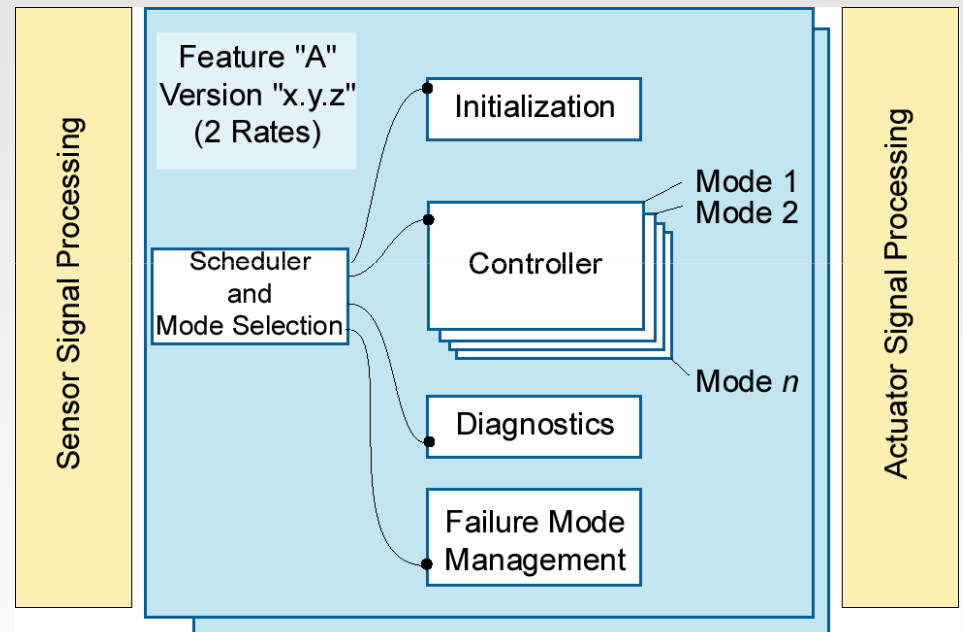 Sensor Signal Processing
Feature "A"
Version "x.y.z"
(2 Rates)
Initialization
Mode 1
Mode 2
Controller
Scheduler
and
Mode Selection
Mode n
Diagnostics
Failure Mode
Management
Actuator Signal Processing